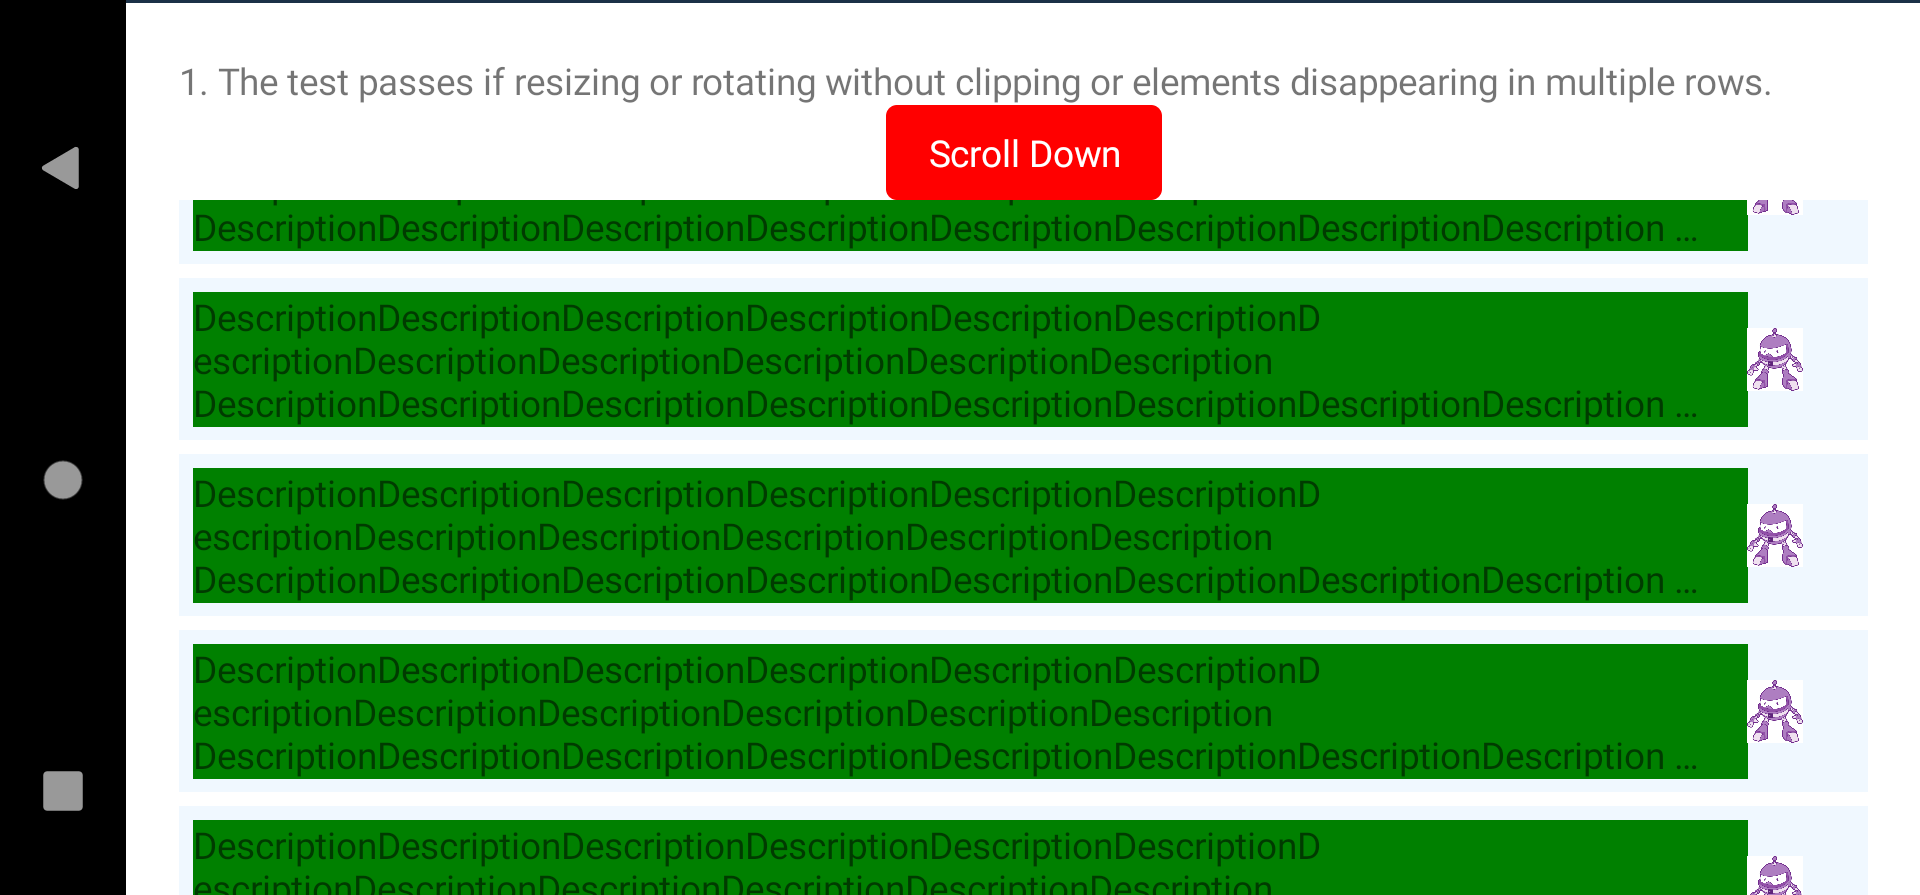 1. The test passes if resizing or rotating without clipping or elements disappearing in multiple rows.
Scroll Down
DescriptionDescriptionDescriptionDescriptionDescriptionDescriptionDescriptionDescription ...
DescriptionDescriptionDescriptionDescriptionDescriptionDescriptionD
escriptionDescriptionDescriptionDescriptionDescriptionDescription
DescriptionDescriptionDescriptionDescriptionDescriptionDescriptionDescriptionDescription ...
DescriptionDescriptionDescriptionDescriptionDescriptionDescriptionD
escriptionDescriptionDescriptionDescriptionDescriptionDescription
DescriptionDescriptionDescriptionDescriptionDescriptionDescriptionDescriptionDescription ...
DescriptionDescriptionDescriptionDescriptionDescriptionDescriptionD
escriptionDescriptionDescriptionDescriptionDescriptionDescription
DescriptionDescriptionDescriptionDescriptionDescriptionDescriptionDescriptionDescription ...
DescriptionDescriptionDescriptionDescriptionDescriptionDescriptionD
escriptionDescriptionDescriptionDescriptionDescriptionDescription